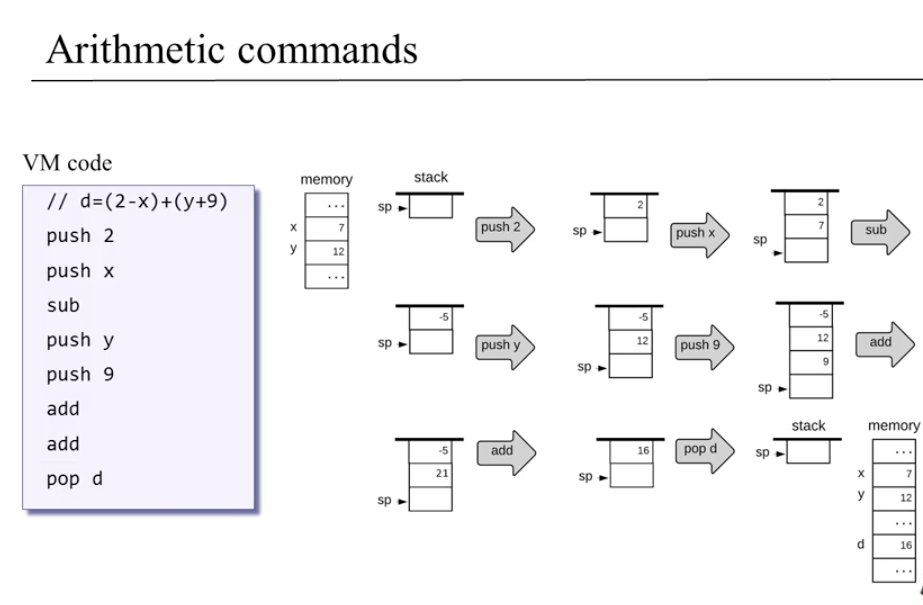 Arithmetic commands
VM code
// d=(2-x)+(y+9)
push 2
push x
sub
push y
push 9
add
add
pop d
memory
...
x 7
y 12
...
stack
sp
push 2
2
sp
push x
2
7
sp
sub
-5
sp
push y
-5
12
sp
push 9
-5
12
9
sp
add
-5
21
sp
add
16
sp
pop d
stack
sp
memory
...
x 7
y 12
...
d 16
...